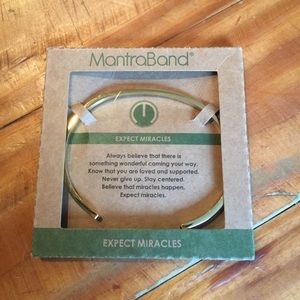 MantraBand®
EXPECT MIRACLES
Always believe that there is
something wonderful coming your way.
Know that you are loved and supported.
Never give up. Stay centered.
Believe that miracles happen.
Expect miracles.
EXPECT MIRACLES